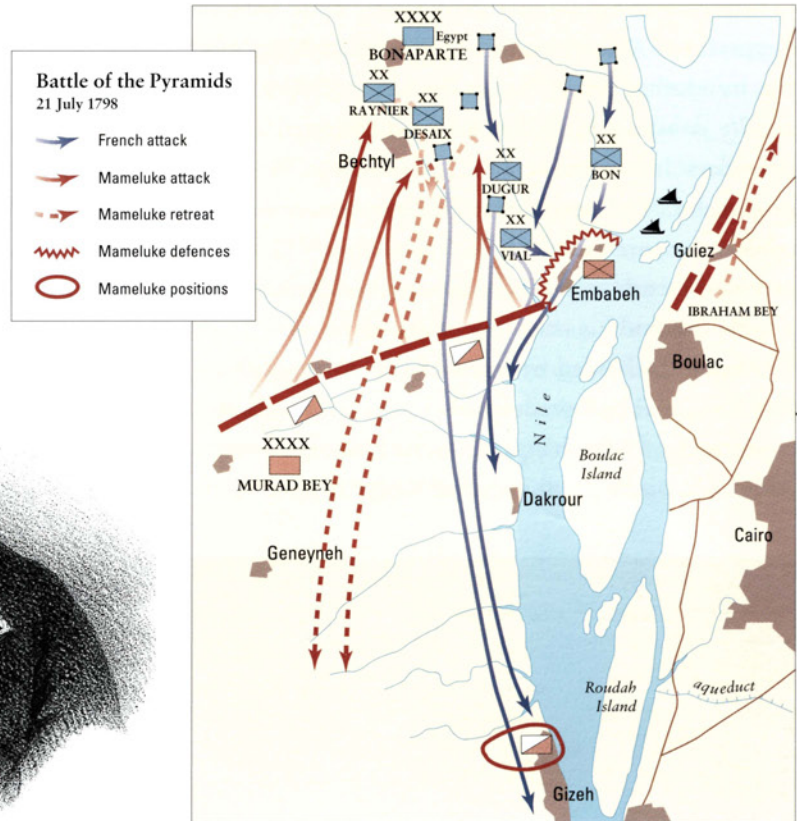 Battle of the Pyramids
21 July 1798
French attack
Mameluke attack
Mameluke retreat
Mameluke defences
Mameluke positions
XXXX
Egypt
BONAPARTE
XX
RAYNIER
XX
DESAIX
Bechtyl
XX
DUGUR
XX
BON
XX
VIAL
Embabeh
Guiez
IBRAHAM BEY
Boulac
Nile
XXXX
MURAD BEY
Boulac
Island
Dakrour
Cairo
Geneyneh
Roudah
Island
aqueduct
Gizeh